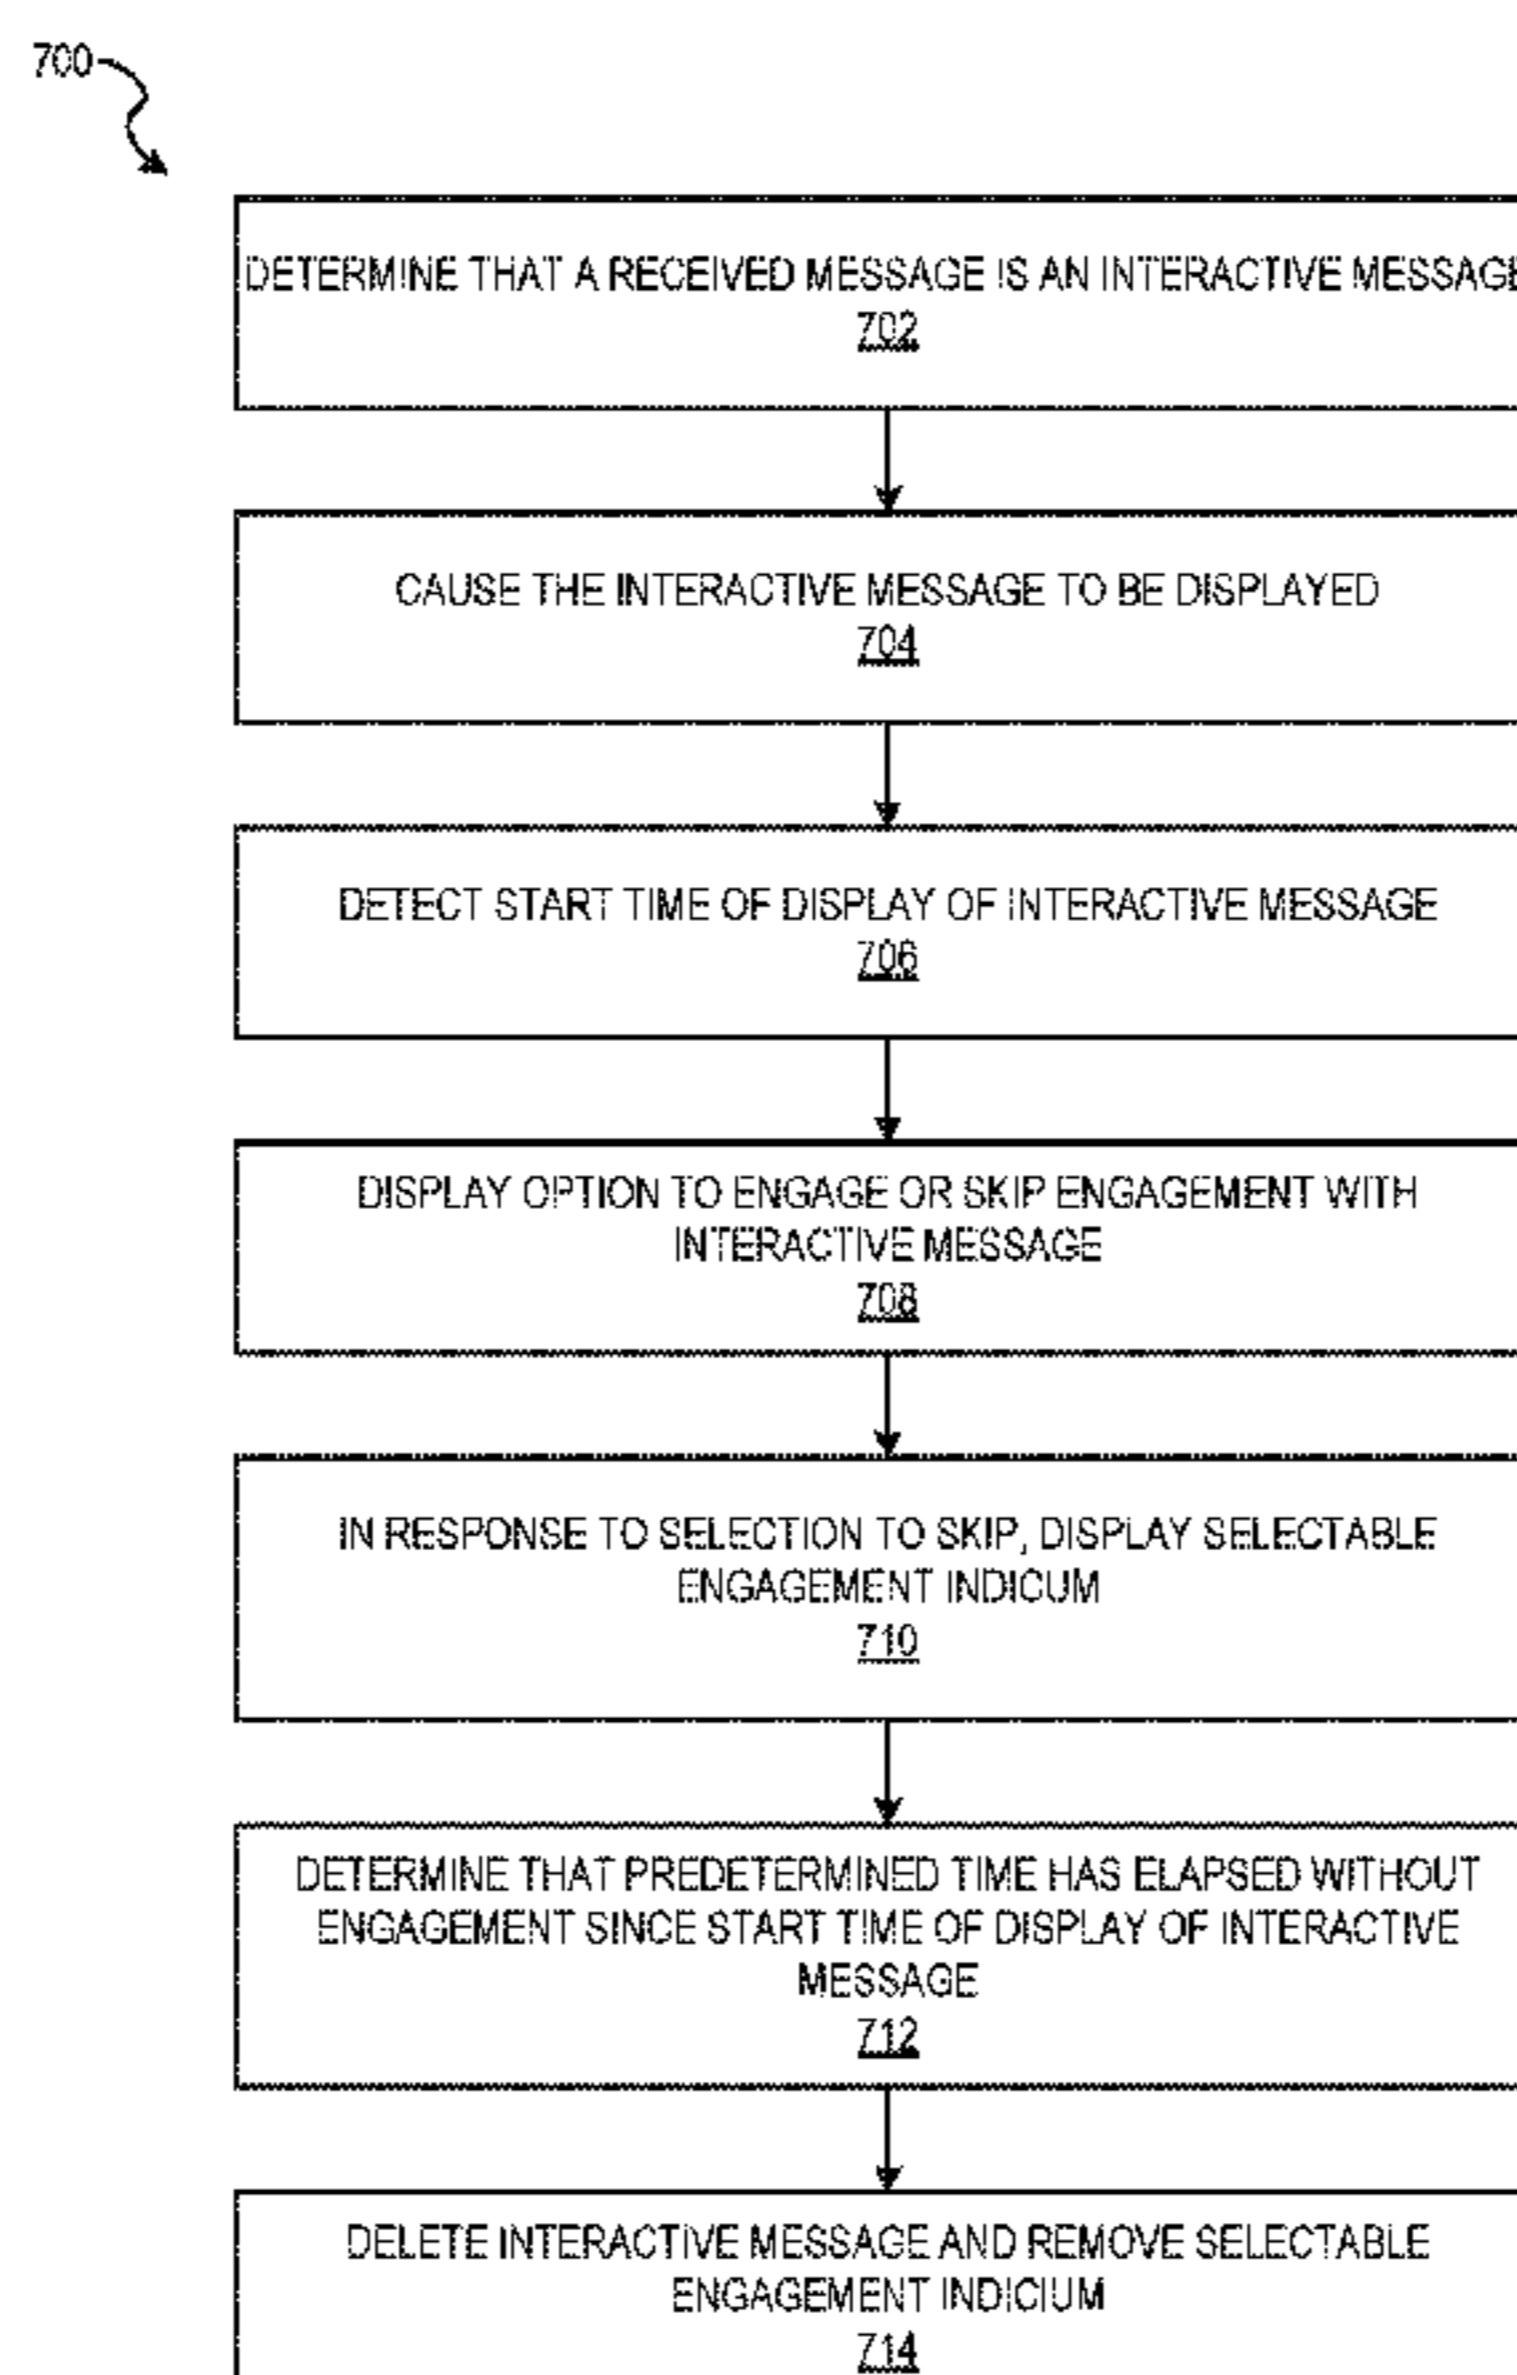 700
DETERMINE THAT A RECEIVED MESSAGE IS AN INTERACTIVE MESSAGE
702
CAUSE THE INTERACTIVE MESSAGE TO BE DISPLAYED
704
DETECT START TIME OF DISPLAY OF INTERACTIVE MESSAGE
706
DISPLAY OPTION TO ENGAGE OR SKIP ENGAGEMENT WITH
INTERACTIVE MESSAGE
708
IN RESPONSE TO SELECTION TO SKIP, DISPLAY SELECTABLE
ENGAGEMENT INDICUM
710
DETERMINE THAT PREDETERMINED TIME HAS ELAPSED WITHOUT
ENGAGEMENT SINCE START TIME OF DISPLAY OF INTERACTIVE
MESSAGE
712
DELETE INTERACTIVE MESSAGE AND REMOVE SELECTABLE
ENGAGEMENT INDICIUM
714